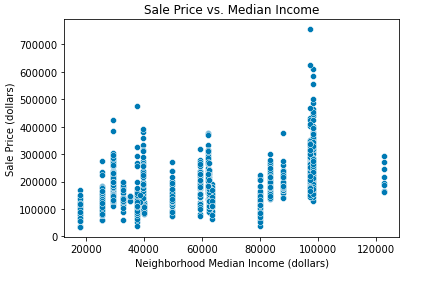 Sale Price vs. Median Income
Sale Price (dollars)
700000
600000
500000
400000
300000
200000
100000
0
20000 40000 60000 80000 100000 120000
Neighborhood Median Income (dollars)